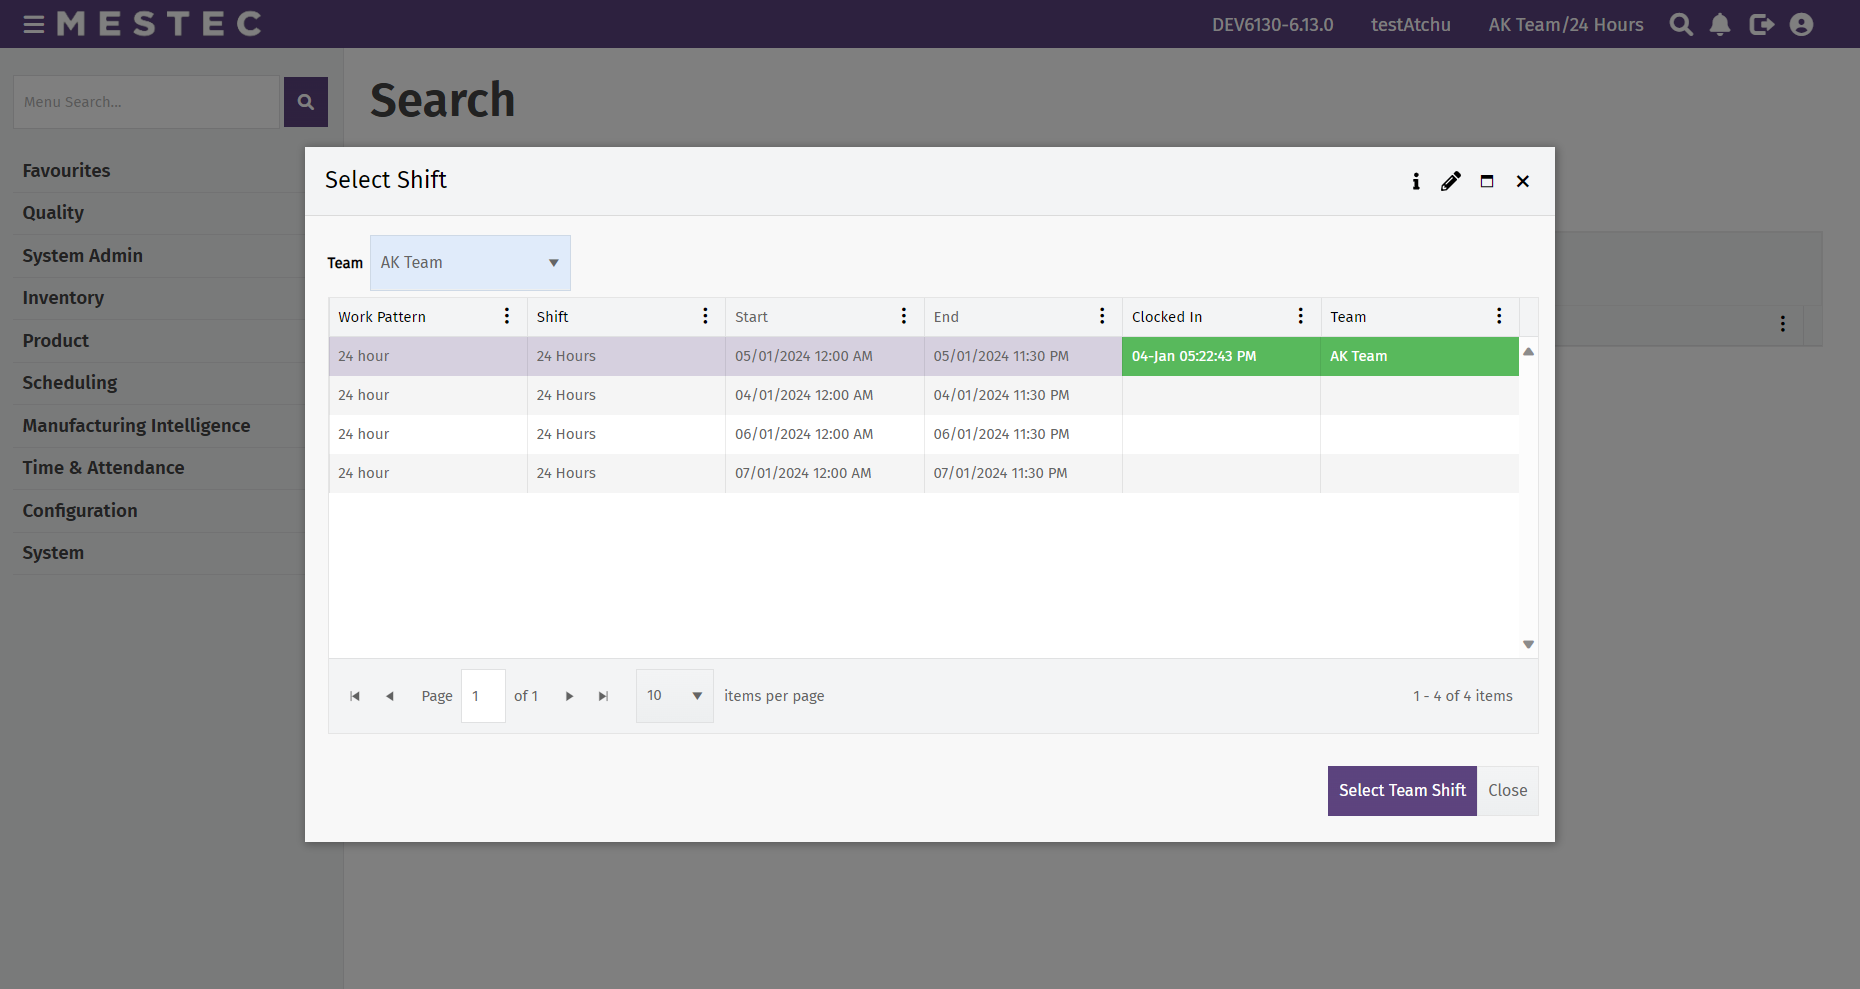 MESTEC
DEV6130-6.13.0 testAtchu AK Team/24 Hours
Menu Search...
Search
Favourites
Quality
System Admin
Inventory
Product
Scheduling
Manufacturing Intelligence
Time & Attendance
Configuration
System
Select Shift
Team AK Team
Work Pattern Shift Start End Clocked In Team
24 hour 24 Hours 05/01/2024 12:00 AM 05/01/2024 11:30 PM 04-Jan 05:22:43 PM AK Team
24 hour 24 Hours 04/01/2024 12:00 AM 04/01/2024 11:30 PM
24 hour 24 Hours 06/01/2024 12:00 AM 06/01/2024 11:30 PM
24 hour 24 Hours 07/01/2024 12:00 AM 07/01/2024 11:30 PM
Page 1 of 1 10 items per page 1 - 4 of 4 items
Select Team Shift Close